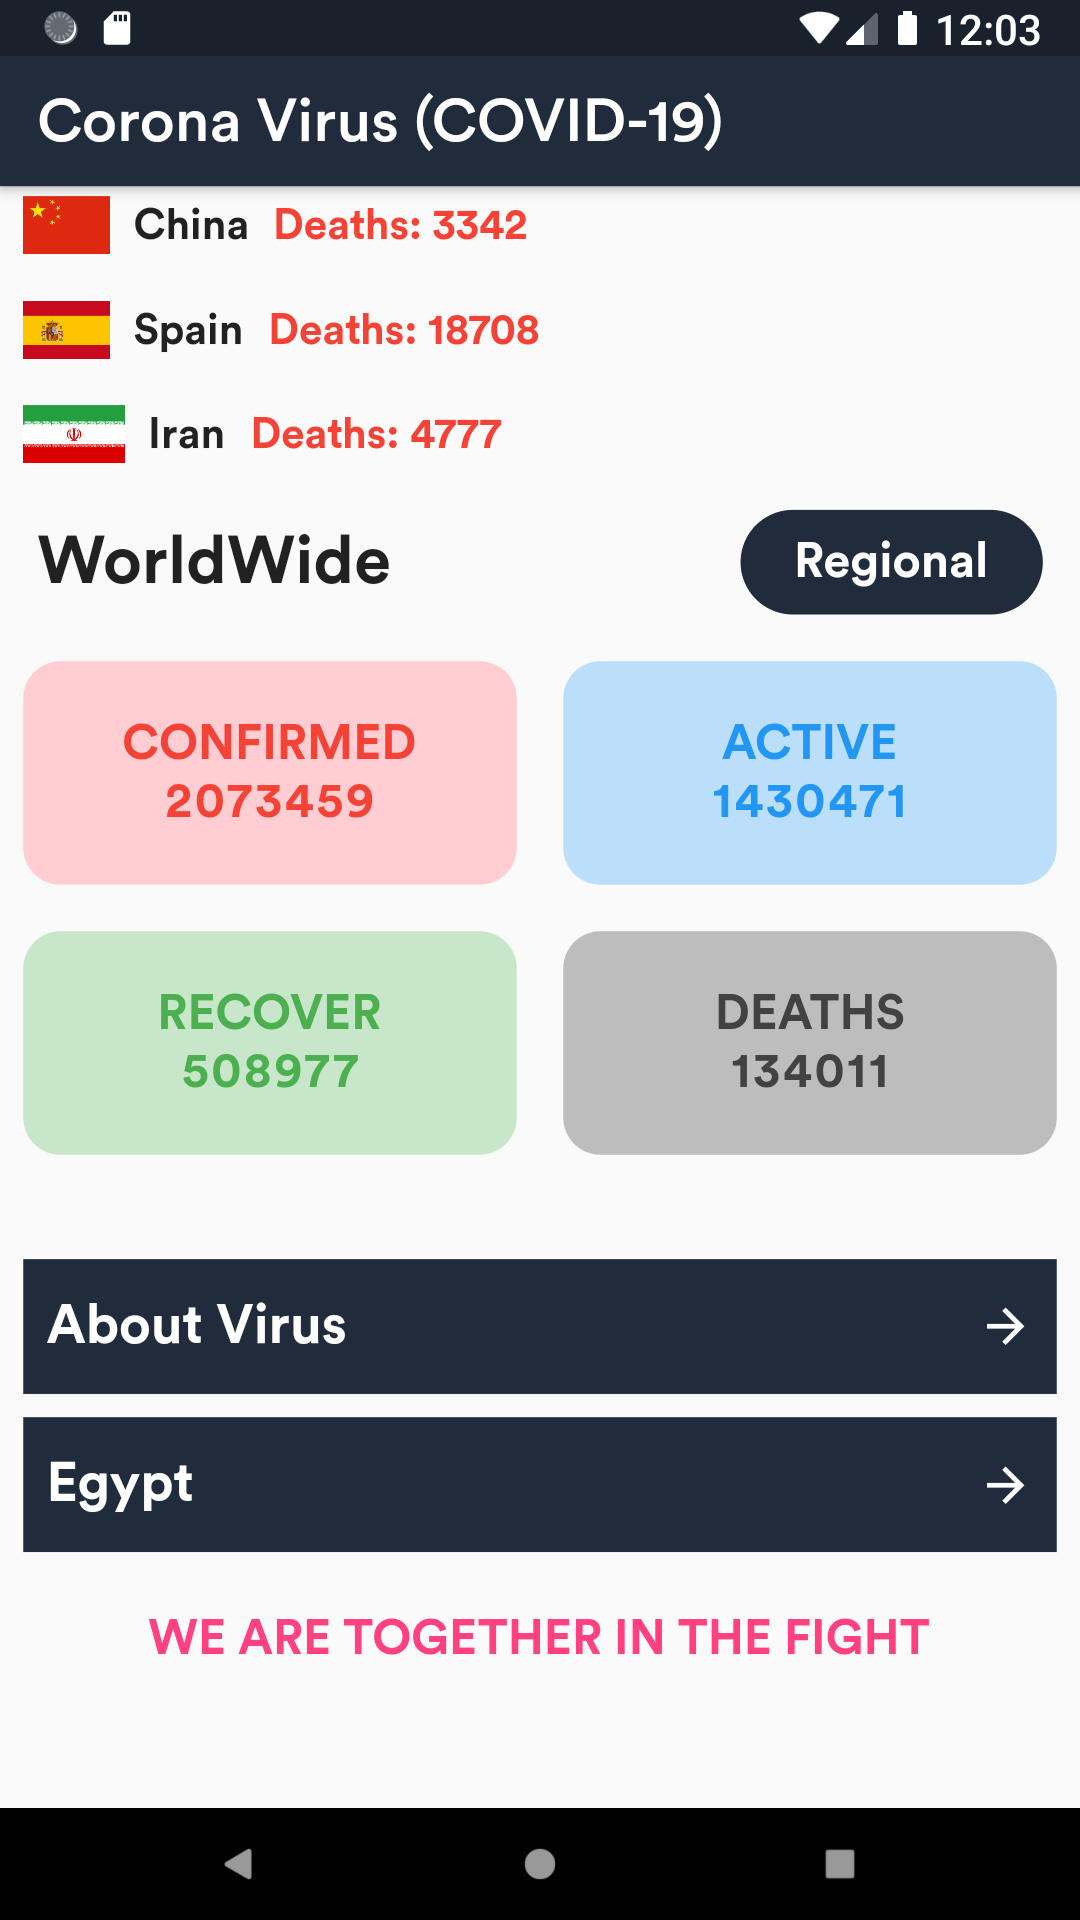 12:03
Corona Virus (COVID-19)
China Deaths: 3342
Spain Deaths: 18708
Iran Deaths: 4777
WorldWide Regional
CONFIRMED
2073459
ACTIVE
1430471
RECOVER
508977
DEATHS
134011
About Virus
Egypt
WE ARE TOGETHER IN THE FIGHT